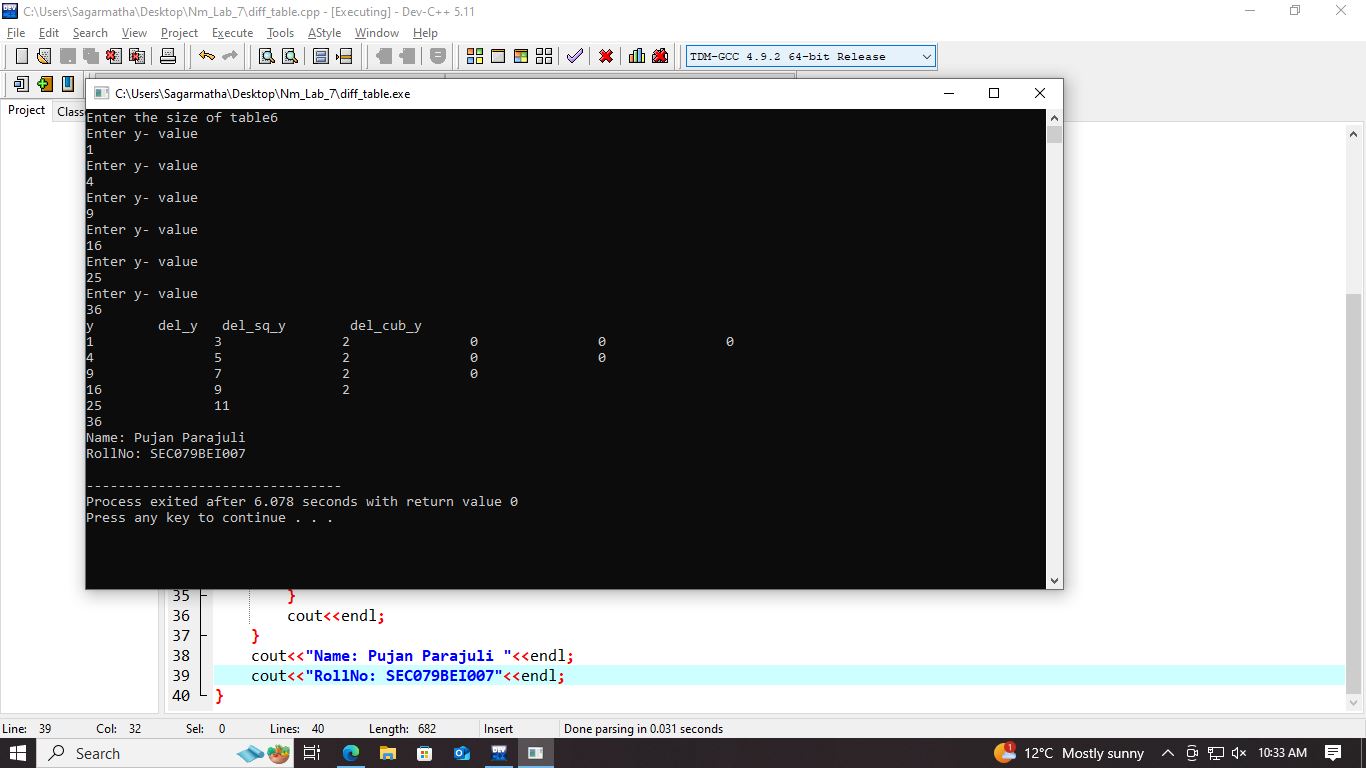 C:\Users\Sagarmatha\Desktop\Nm_Lab_7\diff_table.cpp - [Executing] - Dev-C++ 5.11
File Edit Search View Project Execute Tools AStyle Window Help
TDM-GCC 4.9.2 64-bit Release
Project Class
C:\Users\Sagarmatha\Desktop\Nm_Lab_7\diff_table.exe
Enter the size of table6
Enter y- value
1
Enter y- value
4
Enter y- value
9
Enter y- value
16
Enter y- value
25
Enter y- value
36
y del_y del_sq_y del_cub_y
1 3 2 0 0 0
4 5 2 0 0
9 7 2 0
16 9 2
25 11
36
Name: Pujan Parajuli
RollNo: SEC079BEI007
--------------------------------
Process exited after 6.078 seconds with return value 0
Press any key to continue . . .
35 }
36 cout<<endl;
37 }
38 cout<<"Name: Pujan Parajuli "<<endl;
39 cout<<"RollNo: SEC079BEI007"<<endl;
40 }
Line: 39 Col: 32 Sel: 0 Lines: 40 Length: 682 Insert Done parsing in 0.031 seconds
Search 1 12°C Mostly sunny 10:33 AM